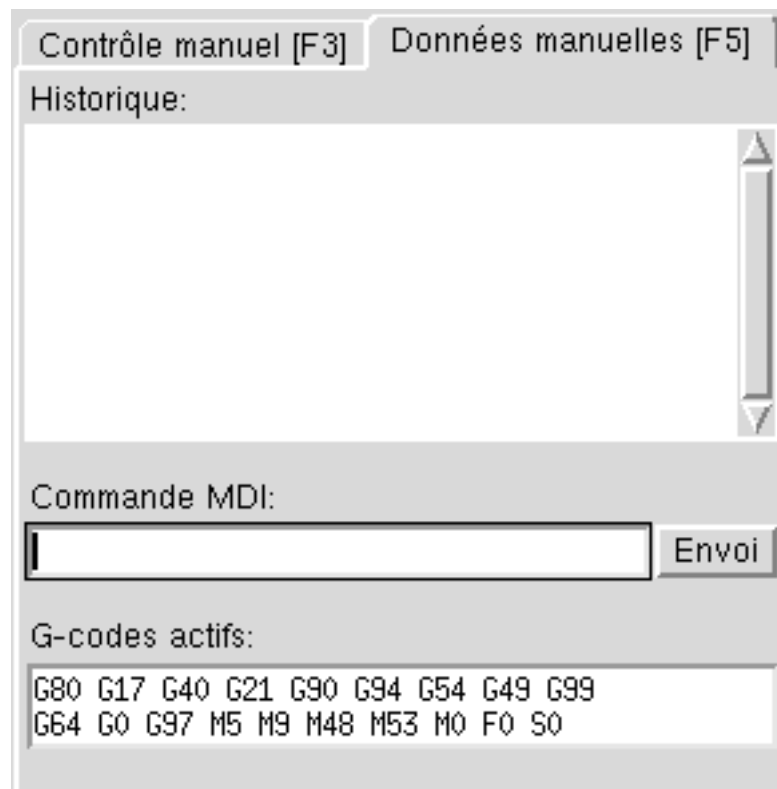 Contrôle manuel [F3] Données manuelles [F5]
Historique:
Commande MDI:
Envoi
G-codes actifs:
G80 G17 G40 G21 G90 G94 G54 G49 G99
G64 G0 G97 M5 M9 M48 M53 M0 F0 S0